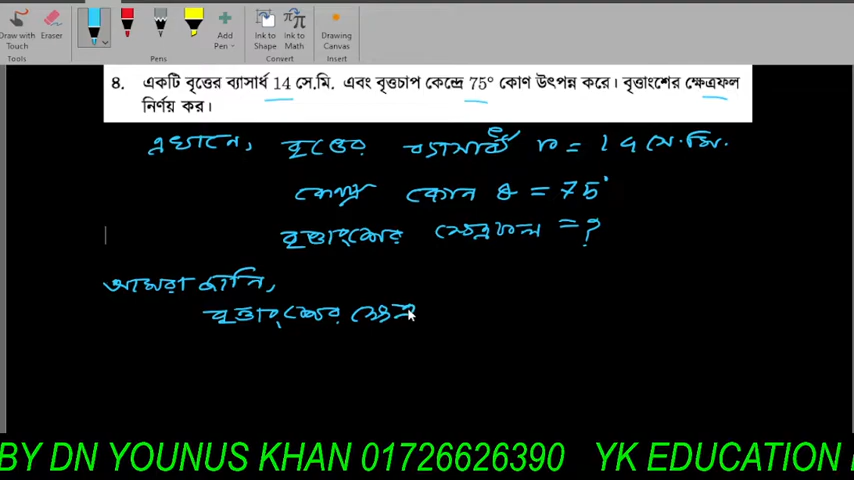 Draw with Touch
Eraser
Add Pen
Ink to Shape
Ink to Math
Drawing Canvas
Tools
Pens
Convert
Insert
৪. একটি বৃত্তের ব্যাসার্ধ 14 সে.মি. এবং বৃত্তচাপ কেন্দ্রে 75° কোণ উৎপন্ন করে। বৃত্তাংশের ক্ষেত্রফল
নির্ণয় কর।
এখানে, বৃত্তের ব্যাসার্ধ r = 14 সে.মি.
কেন্দ্রে কোন θ = 75°
বৃত্তাংশের ক্ষেত্রফল = ?
আমরা জানি,
বৃত্তাংশের ক্ষেত্র
BY DN YOUNUS KHAN 01726626390 YK EDUCATION